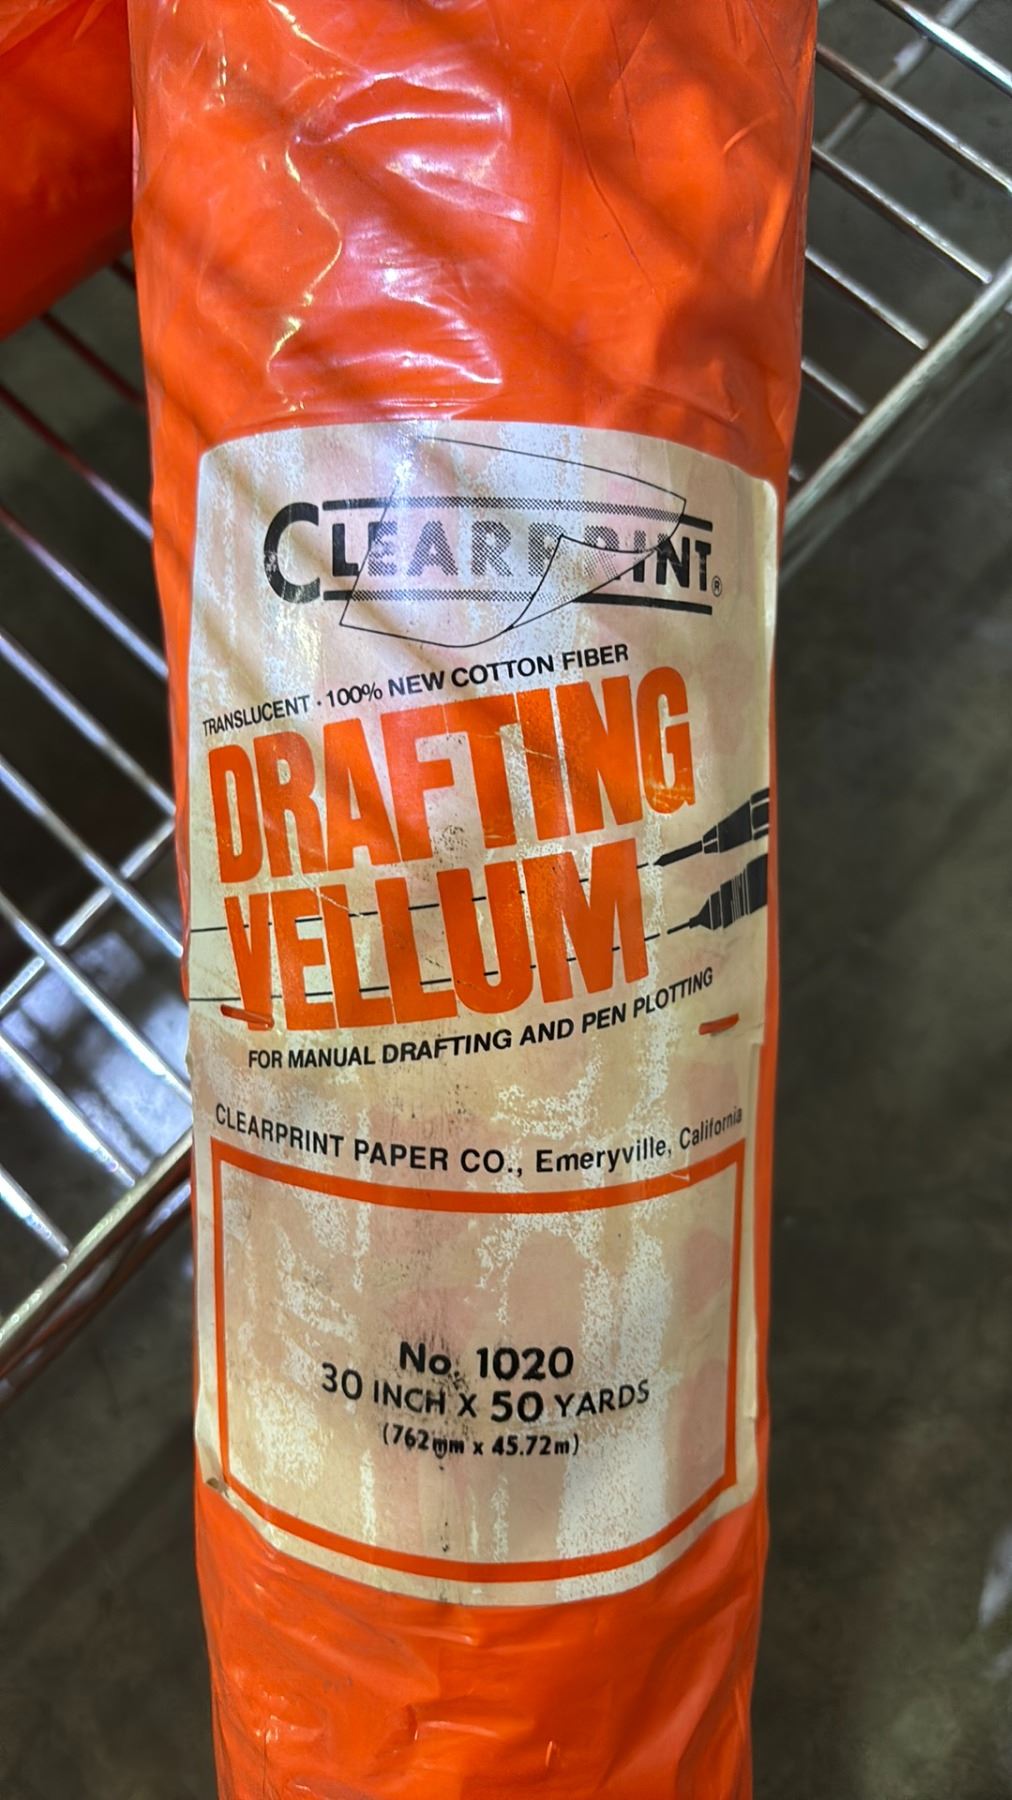 CLEARPRINT®
TRANSLUCENT · 100% NEW COTTON FIBER
DRAFTING
VELLUM
FOR MANUAL DRAFTING AND PEN PLOTTING
CLEARPRINT PAPER CO., Emeryville, California
No. 1020
30 INCH X 50 YARDS
(762mm x 45.72m)